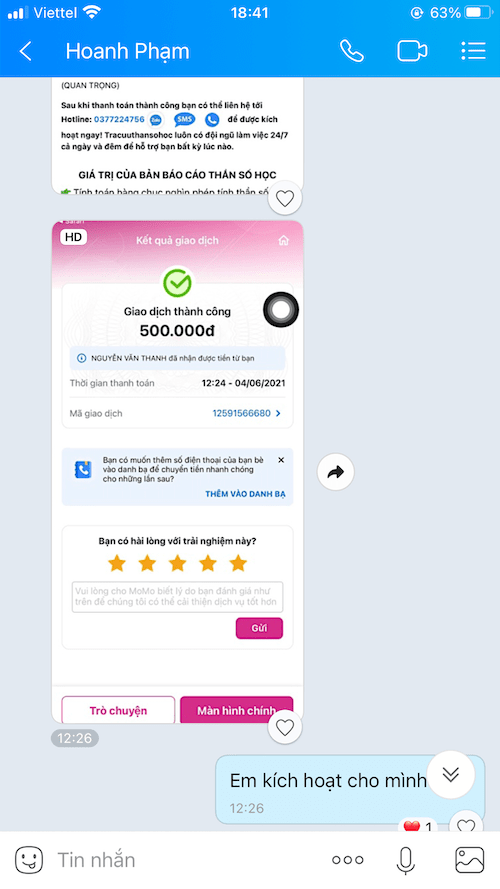 Viettel 18:41 63%
Hoanh Phạm
(QUAN TRỌNG)
Sau khi thanh toán thành công bạn có thể liên hệ tới
Hotline: 0377224756 Zalo SMS để được kích
hoạt ngay! Tracuuthansohoc luôn có đội ngũ làm việc 24/7
cả ngày và đêm để hỗ trợ bạn bất kỳ lúc nào.
GIÁ TRỊ CỦA BẢN BÁO CÁO THẦN SỐ HỌC
Tính toán hàng chục nghìn phép tính thần số
HD
Kết quả giao dịch
Giao dịch thành công
500.000đ
NGUYỄN VĂN THANH đã nhận được tiền từ bạn
Thời gian thanh toán 12:24 - 04/06/2021
Mã giao dịch 12591566680
Bạn có muốn thêm số điện thoại của bạn bè
vào danh bạ để chuyển tiền nhanh chóng
cho những lần sau?
THÊM VÀO DANH BẠ
Bạn có hài lòng với trải nghiệm này?
Vui lòng cho MoMo biết lý do bạn đánh giá như
trên để chúng tôi có thể cải thiện dịch vụ tốt hơn
Gửi
Trò chuyện Màn hình chính
12:26
Em kích hoạt cho mình
12:26
1
Tin nhắn